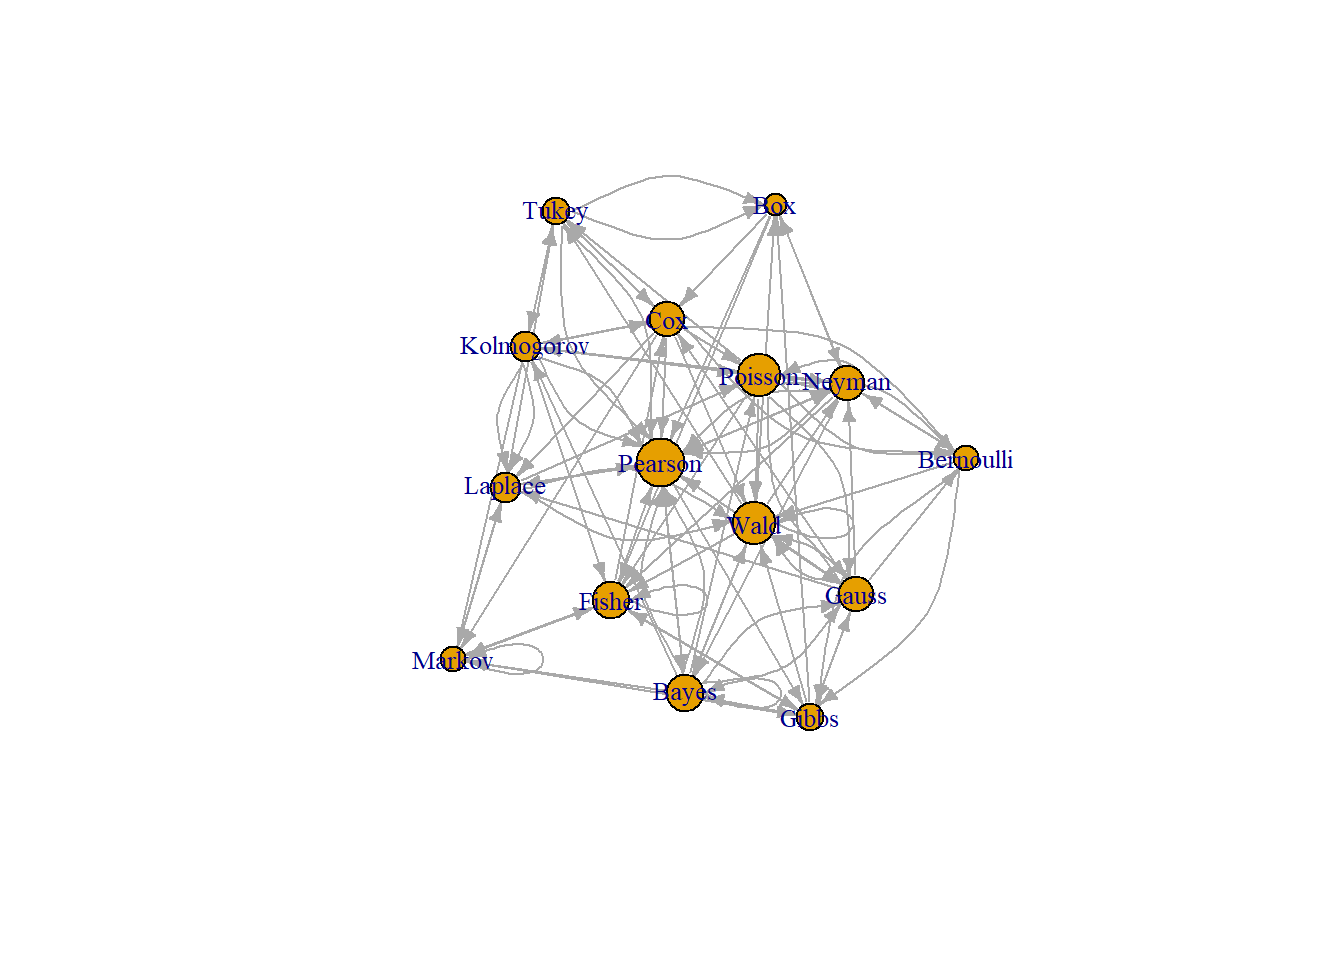 Tukey
Box
Cox
Kolmogorov
Poisson
Neyman
Pearson
Bernoulli
Laplace
Wald
Fisher
Gauss
Markov
Bayes
Gibbs